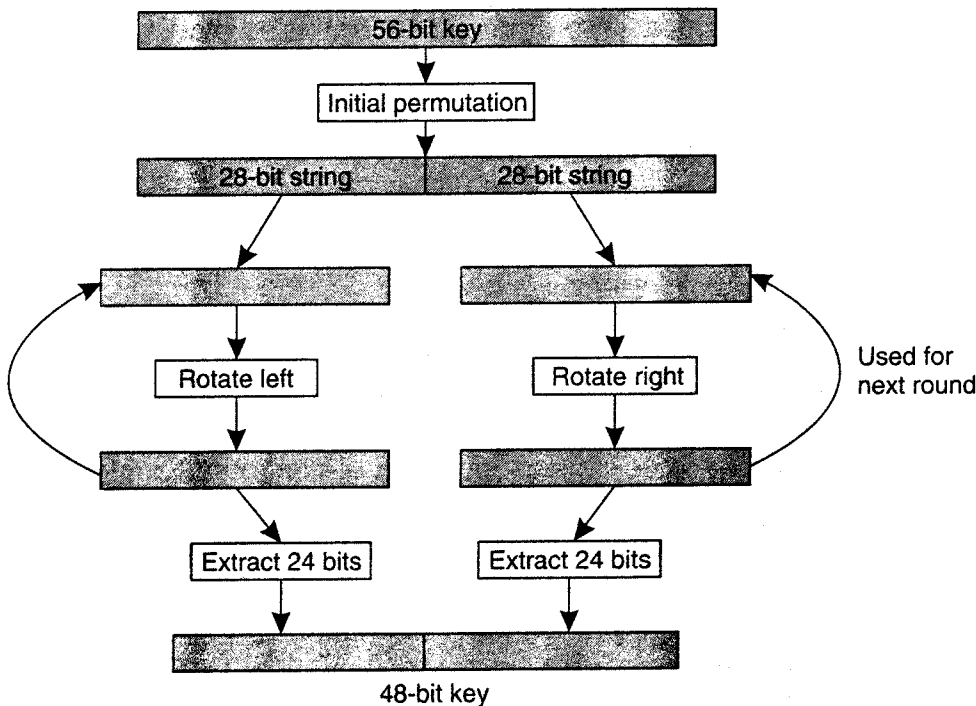 56-bit key
Initial permutation
28-bit string
28-bit string
Rotate left
Rotate right
Used for
next round
Extract 24 bits
Extract 24 bits
48-bit key